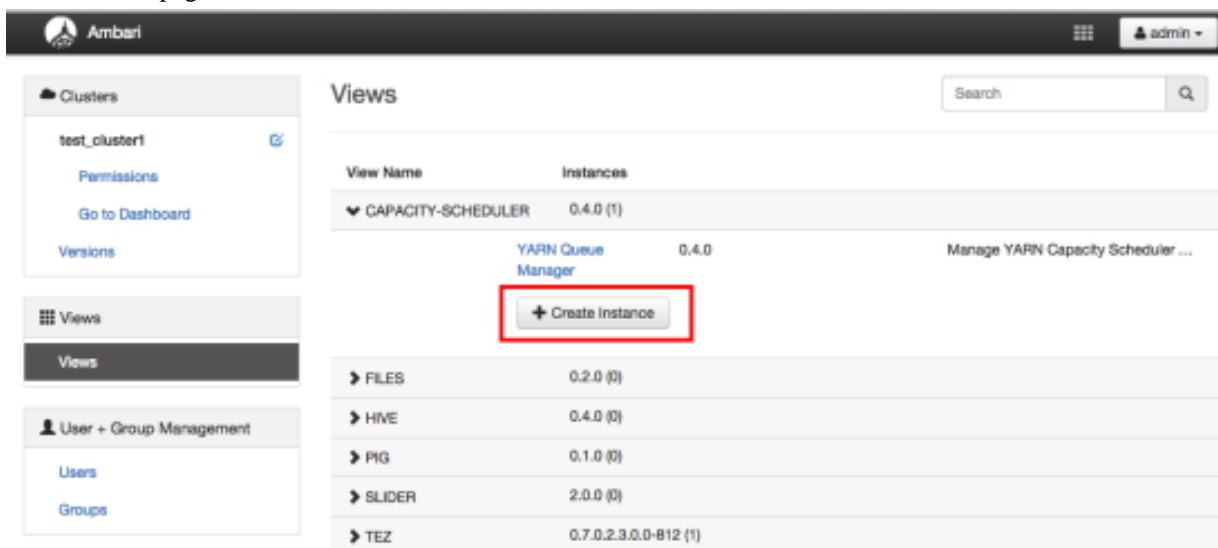 Ambari
admin
Clusters
test_cluster1
Permissions
Go to Dashboard
Versions
Views
Views
User + Group Management
Users
Groups
Views
Search
View Name Instances
CAPACITY-SCHEDULER 0.4.0 (1)
YARN Queue Manager 0.4.0 Manage YARN Capacity Scheduler ...
Create Instance
FILES 0.2.0 (0)
HIVE 0.4.0 (0)
PIG 0.1.0 (0)
SLIDER 2.0.0 (0)
TEZ 0.7.0.2.3.0.0-812 (1)